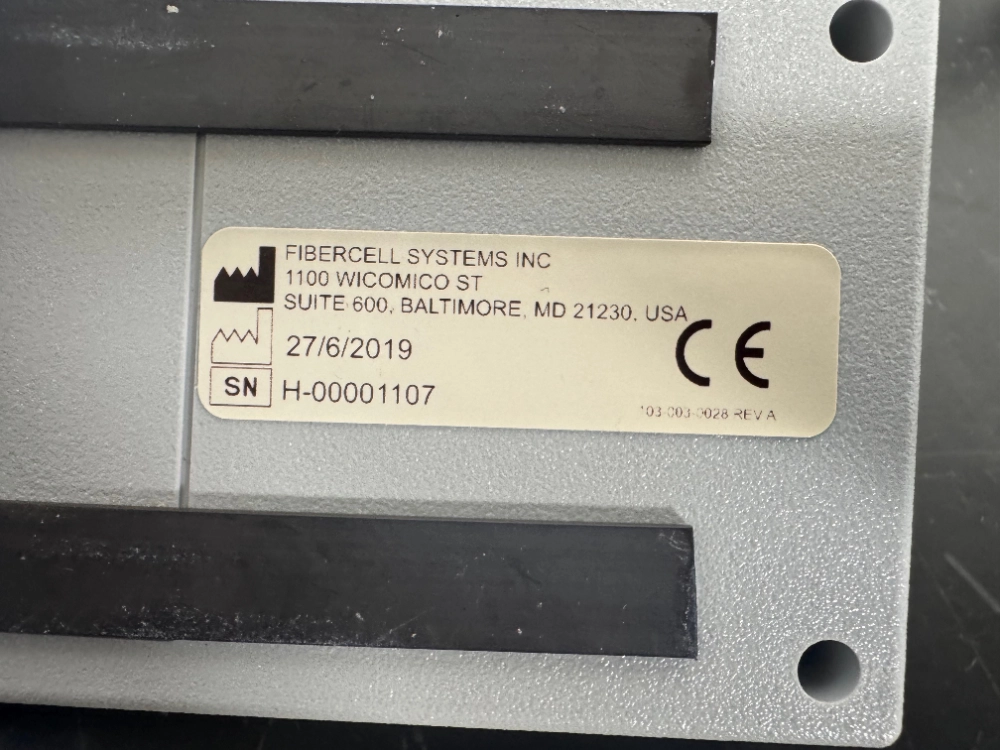 FIBERCELL SYSTEMS INC
1100 WICOMICO ST
SUITE 600, BALTIMORE, MD 21230, USA
27/6/2019
CE
SN H-00001107
103-003-0028 REV A